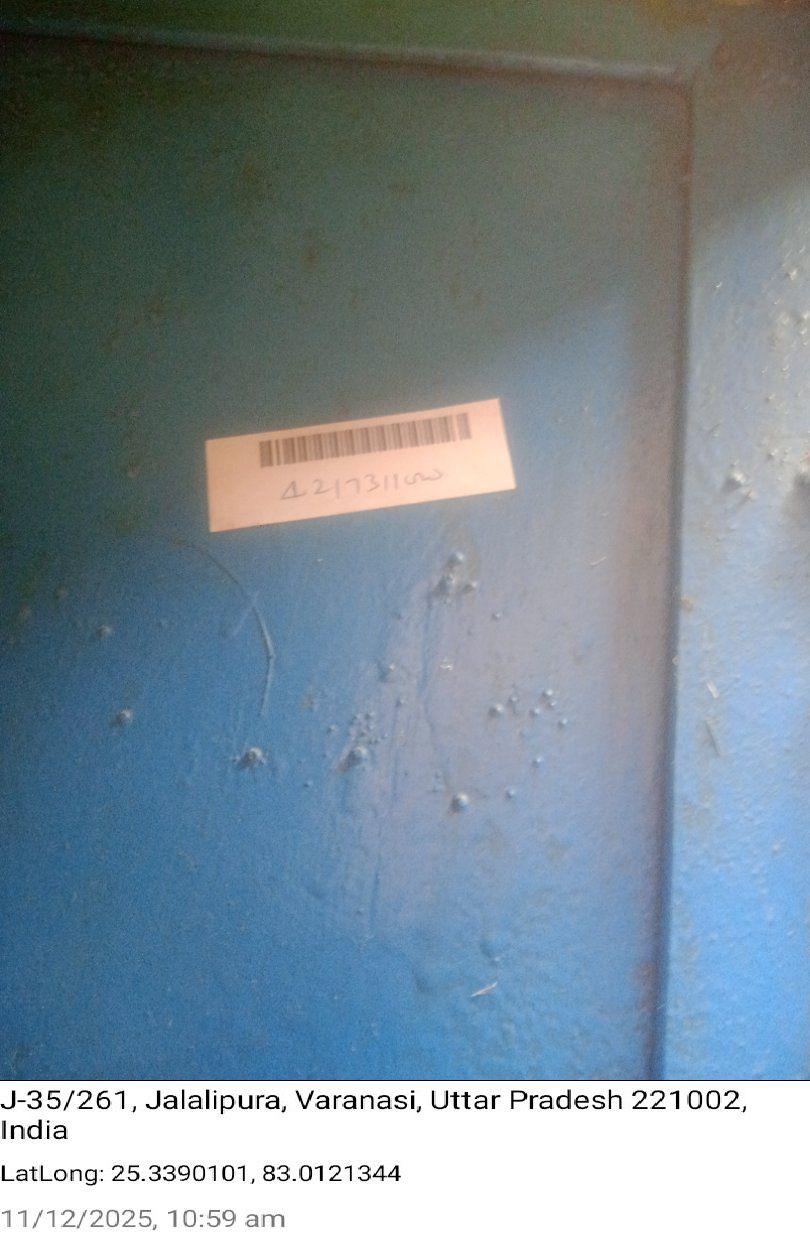 J-35/261, Jalalipura, Varanasi, Uttar Pradesh 221002,
India
LatLong: 25.3390101, 83.0121344
11/12/2025, 10:59 am